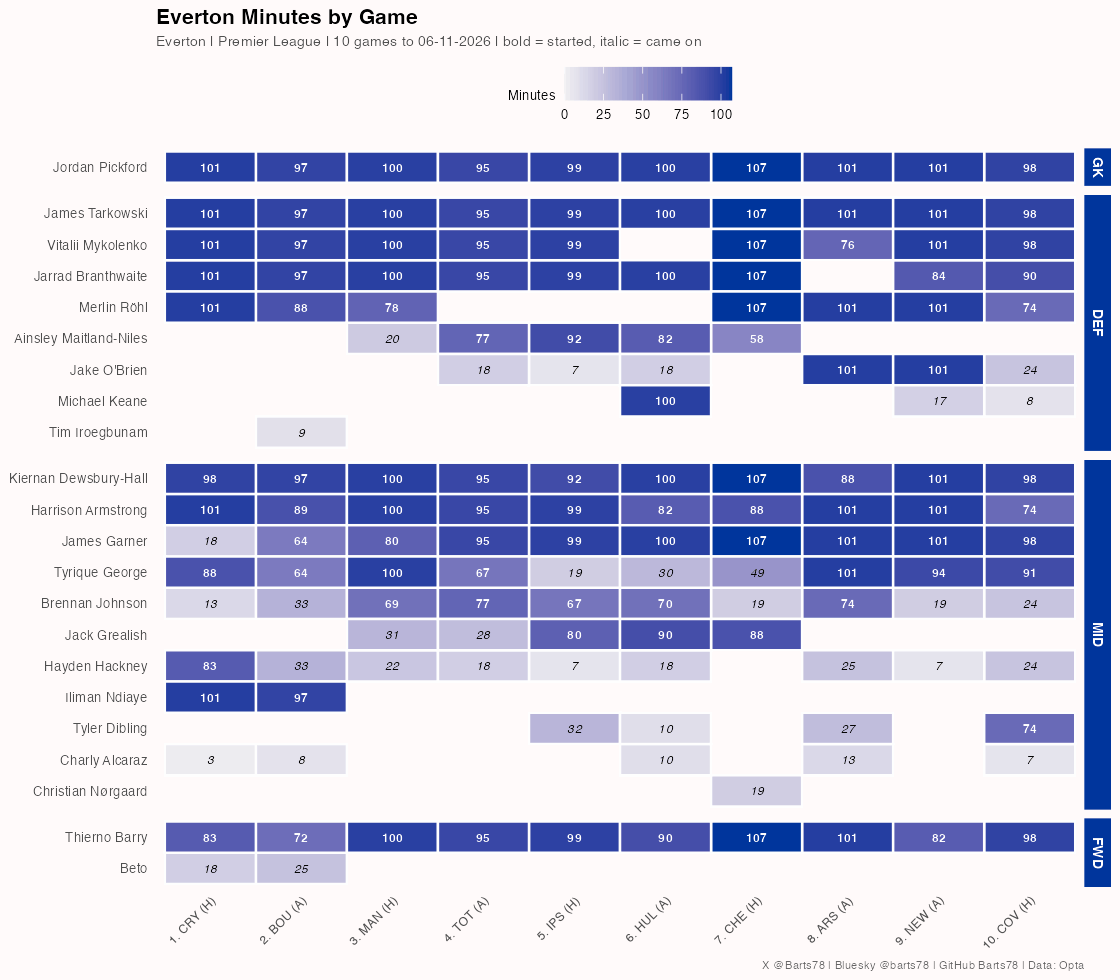 Everton Minutes by Game
Everton | Premier League | 10 games to 06-11-2026 | bold = started, italic = came on
Minutes
0 25 50 75 100
Jordan Pickford 101 97 100 95 99 100 107 101 101 98
GK
James Tarkowski 101 97 100 95 99 100 107 101 101 98
Vitalii Mykolenko 101 97 100 95 99 107 76 101 98
Jarrad Branthwaite 101 97 100 95 99 100 107 84 90
Merlin Röhl 101 88 78 107 101 101 74
Ainsley Maitland-Niles 20 77 92 82 58
Jake O'Brien 18 7 18 101 101 24
Michael Keane 100 17 8
Tim Iroegbunam 9
DEF
Kiernan Dewsbury-Hall 98 97 100 95 92 100 107 88 101 98
Harrison Armstrong 101 89 100 95 99 82 88 101 101 74
James Garner 18 64 80 95 99 100 107 101 101 98
Tyrique George 88 64 100 67 19 30 49 101 94 91
Brennan Johnson 13 33 69 77 67 70 19 74 19 24
Jack Grealish 31 28 80 90 88
Hayden Hackney 83 33 22 18 7 18 25 7 24
Iliman Ndiaye 101 97
Tyler Dibling 32 10 27 74
Charly Alcaraz 3 8 10 13 7
Christian Nørgaard 19
MID
Thierno Barry 83 72 100 95 99 90 107 101 82 98
Beto 18 25
FWD
1. CRY (H) 2. BOU (A) 3. MAN (H) 4. TOT (A) 5. IPS (H) 6. HUL (A) 7. CHE (H) 8. ARS (A) 9. NEW (A) 10. COV (H)
X @Barts78 | Bluesky @barts78 | GitHub Barts78 | Data: Opta